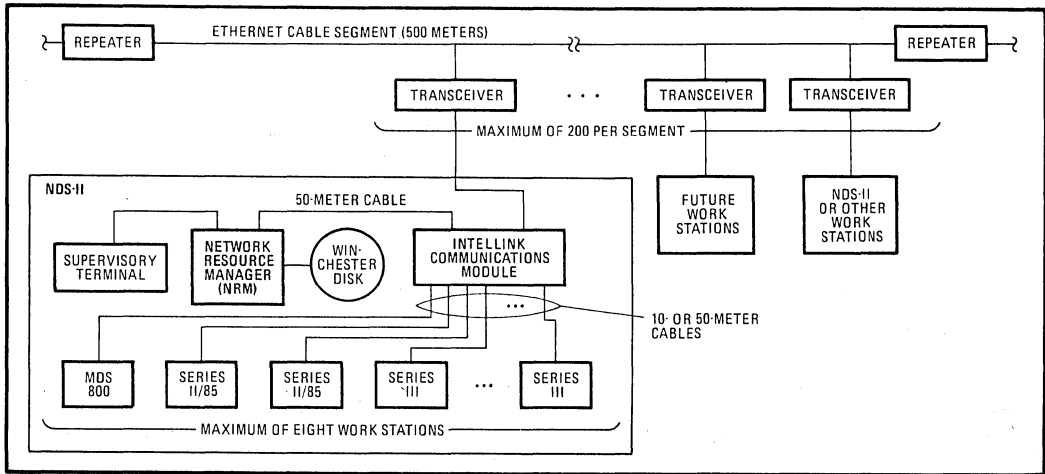 REPEATER
ETHERNET CABLE SEGMENT (500 METERS)
REPEATER
TRANSCEIVER
• • •
TRANSCEIVER
TRANSCEIVER
MAXIMUM OF 200 PER SEGMENT
NDS-II
50-METER CABLE
SUPERVISORY
TERMINAL
NETWORK
RESOURCE
MANAGER
(NRM)
WIN-
CHESTER
DISK
INTELLINK
COMMUNICATIONS
MODULE
FUTURE
WORK
STATIONS
NDS-II
OR OTHER
WORK
STATIONS
•••
10- OR 50-METER
CABLES
MDS
800
SERIES
II/85
SERIES
II/85
SERIES
III
•••
SERIES
III
MAXIMUM OF EIGHT WORK STATIONS